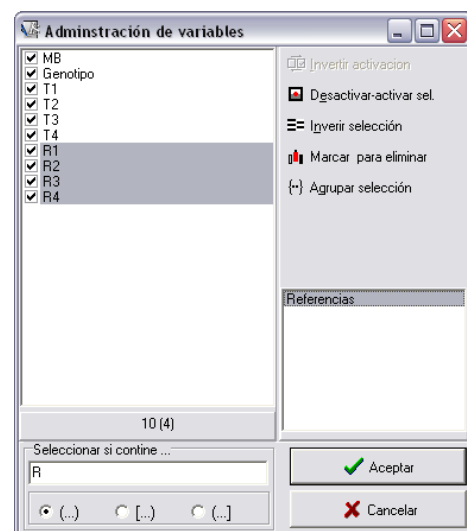 Adminstración de variables
MB
Genotipo
T1
T2
T3
T4
R1
R2
R3
R4
10 (4)
Seleccionar si contine ...
R
(...)
[...)
(...]
Invertir activacion
Desactivar-activar sel.
Inverir selección
Marcar para eliminar
{··} Agrupar selección
Referencias
Aceptar
Cancelar